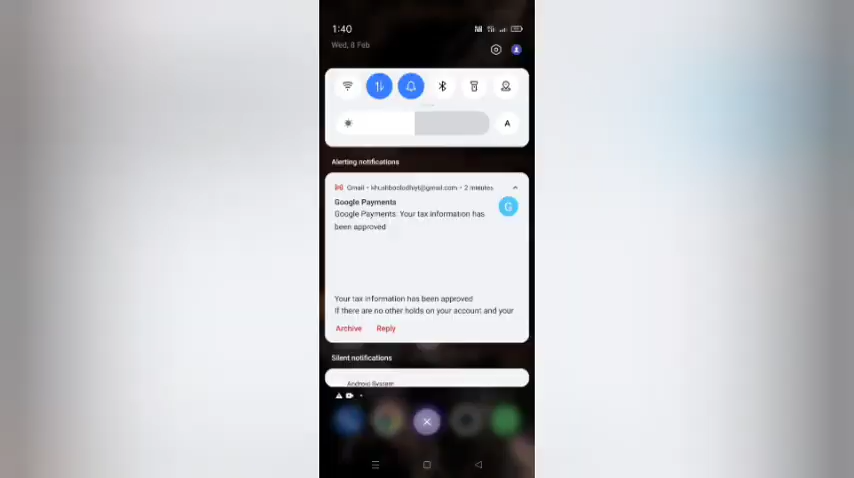 1:40
Wed, 8 Feb
A
Alerting notifications
Gmail • • 2 minutes
Google Payments
G
Google Payments: Your tax information has
been approved
Your tax information has been approved
If there are no other holds on your account and your
Archive Reply
Silent notifications
Android System